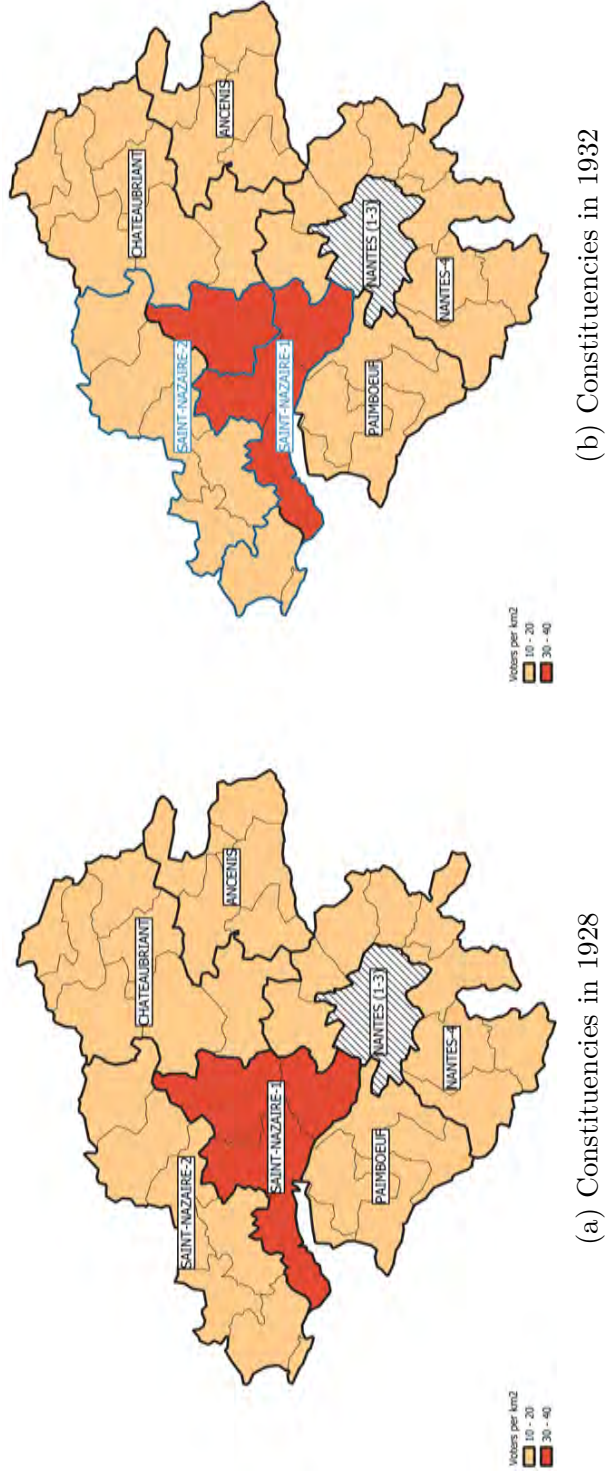 CHATEAUBRIANT
SAINT-NAZAIRE-2
ANCENIS
SAINT-NAZAIRE-1
NANTES (1-3)
PAIMBOEUF
NANTES-4
Voters per km2
10 - 20
30 - 40
(a) Constituencies in 1928
CHATEAUBRIANT
SAINT-NAZAIRE-2
ANCENIS
SAINT-NAZAIRE-1
NANTES (1-3)
PAIMBOEUF
NANTES-4
Voters per km2
10 - 20
30 - 40
(b) Constituencies in 1932